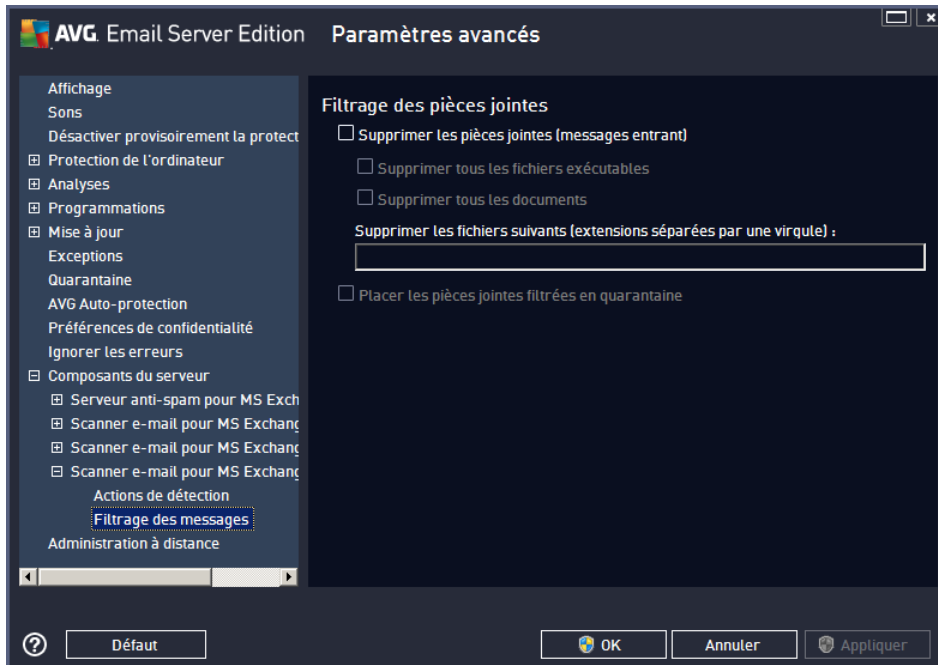 AVG. Email Server Edition Paramètres avancés
Affichage
Sons
Désactiver provisoirement la protect
Protection de l'ordinateur
Analyses
Programmations
Mise à jour
Exceptions
Quarantaine
AVG Auto-protection
Préférences de confidentialité
Ignorer les erreurs
Composants du serveur
Serveur anti-spam pour MS Exch
Scanner e-mail pour MS Exchang
Scanner e-mail pour MS Exchang
Scanner e-mail pour MS Exchang
Actions de détection
Filtrage des messages
Administration à distance
Filtrage des pièces jointes
Supprimer les pièces jointes (messages entrant)
Supprimer tous les fichiers exécutables
Supprimer tous les documents
Supprimer les fichiers suivants (extensions séparées par une virgule) :
Placer les pièces jointes filtrées en quarantaine
Défaut
OK
Annuler
Appliquer